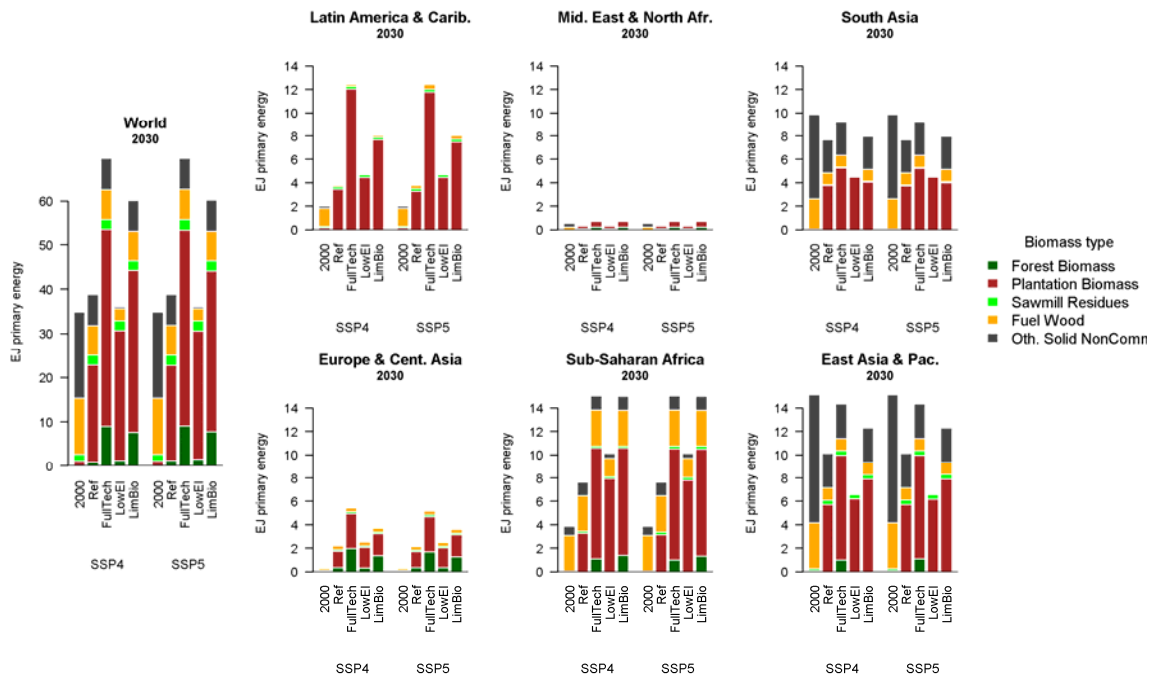 World
2030
EJ primary energy
60
50
40
30
20
10
0
2000
Ref
FullTech
LowEI
LimBio
2000
Ref
FullTech
LowEI
LimBio
SSP4
SSP5
Latin America & Carib.
2030
EJ primary energy
14
12
10
8
6
4
2
0
2000
Ref
FullTech
LowEI
LimBio
2000
Ref
FullTech
LowEI
LimBio
SSP4
SSP5
Mid. East & North Afr.
2030
EJ primary energy
14
12
10
8
6
4
2
0
2000
Ref
FullTech
LowEI
LimBio
2000
Ref
FullTech
LowEI
LimBio
SSP4
SSP5
South Asia
2030
EJ primary energy
14
12
10
8
6
4
2
0
2000
Ref
FullTech
LowEI
LimBio
2000
Ref
FullTech
LowEI
LimBio
SSP4
SSP5
Europe & Cent. Asia
2030
EJ primary energy
14
12
10
8
6
4
2
0
2000
Ref
FullTech
LowEI
LimBio
2000
Ref
FullTech
LowEI
LimBio
SSP4
SSP5
Sub-Saharan Africa
2030
EJ primary energy
14
12
10
8
6
4
2
0
2000
Ref
FullTech
LowEI
LimBio
2000
Ref
FullTech
LowEI
LimBio
SSP4
SSP5
East Asia & Pac.
2030
EJ primary energy
14
12
10
8
6
4
2
0
2000
Ref
FullTech
LowEI
LimBio
2000
Ref
FullTech
LowEI
LimBio
SSP4
SSP5
Biomass type
Forest Biomass
Plantation Biomass
Sawmill Residues
Fuel Wood
Oth. Solid NonComn